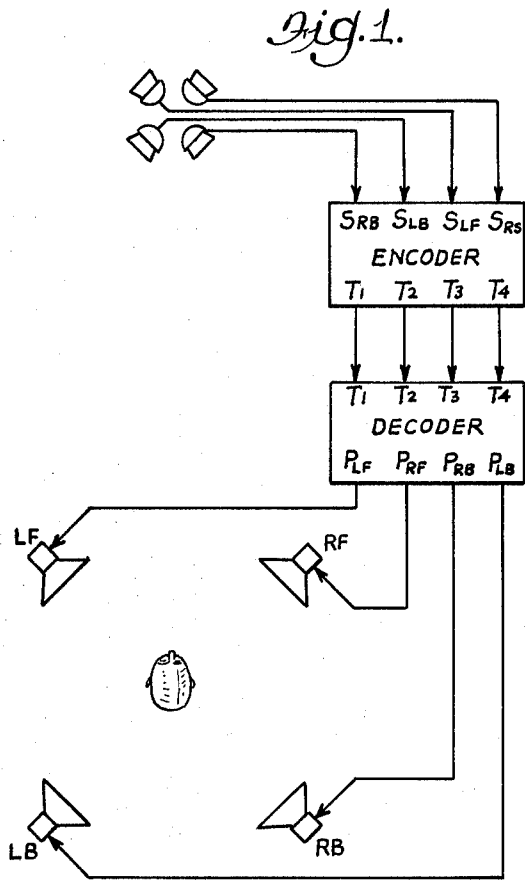 Fig. 1.
SRB SLB SLF SRS
ENCODER
T1 T2 T3 T4
T1 T2 T3 T4
DECODER
PLF PRF PRB PLB
LF RF
LB RB